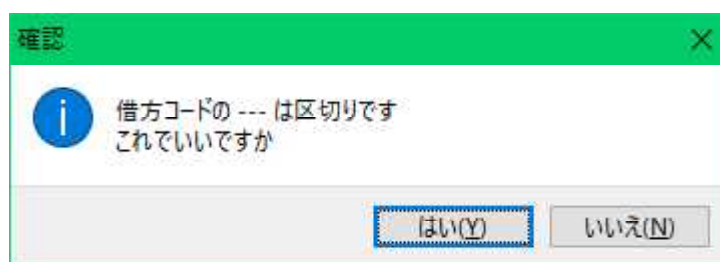 確認
借方コードの --- は区切りです
これでいいですか
はい(Y)
いいえ(N)